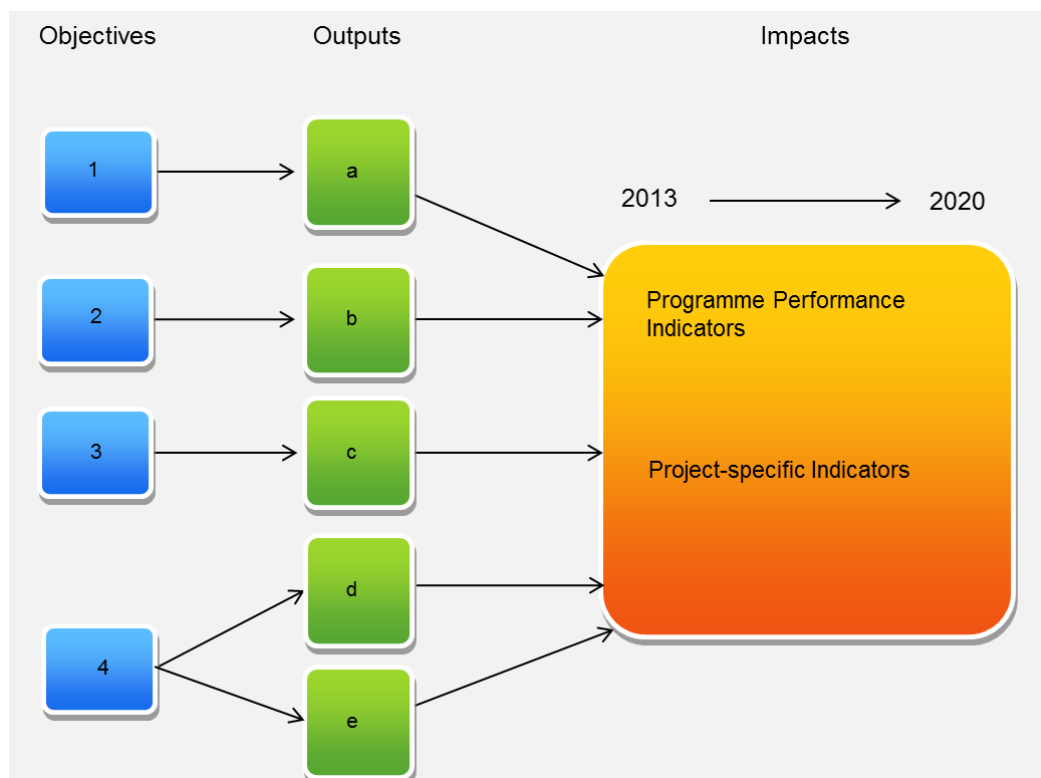 Objectives
Outputs
Impacts
1
a
2013
2020
2
b
Programme Performance
Indicators
3
c
Project-specific Indicators
d
4
e